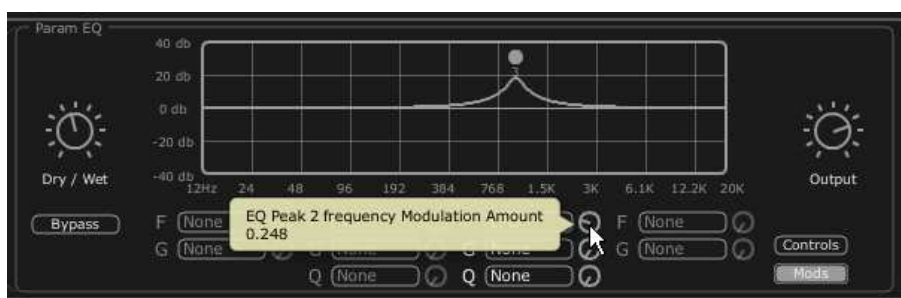 Param EQ
40 db
20 db
0 db
-20 db
-40 db
12Hz 24 48 96 192 384 768 1.5K 3K 6.1K 12.2K 20K
Dry / Wet
Output
Bypass
F None
EQ Peak 2 frequency Modulation Amount
0.248
F None
G None
G None
G None
Q None
Q None
Controls
Mods